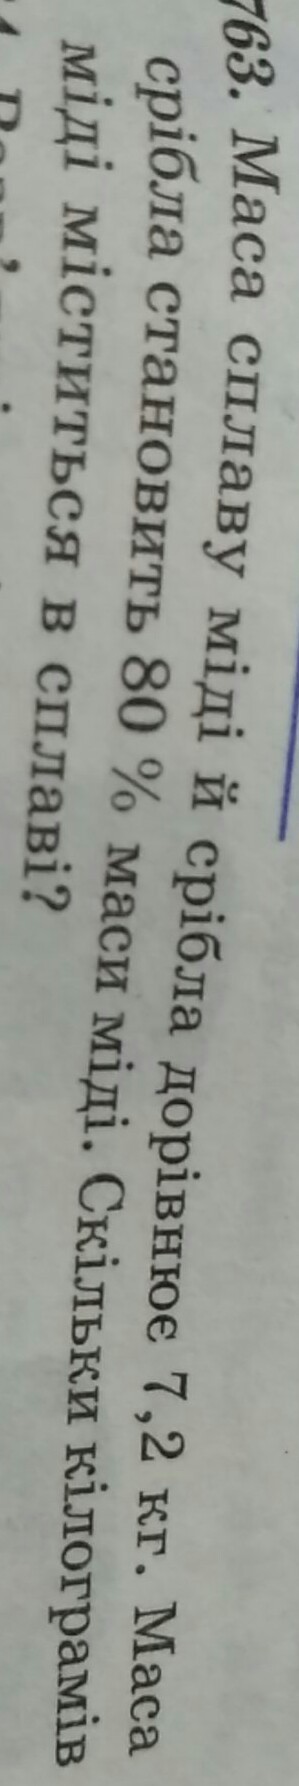 763. Маса сплаву міді й срібла дорівнює 7,2 кг. Маса
срібла становить 80 % маси міді. Скільки кілограмів
міді міститься в сплаві?